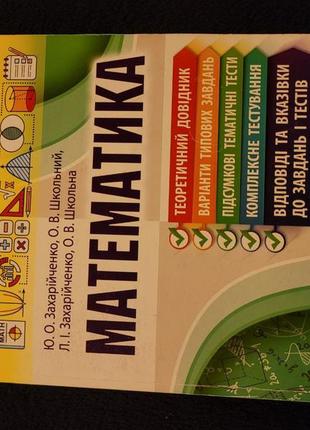 Ю. О. Захарійченко, О. В. Школьний,
Л. І. Захарійченко, О. В. Школьна
МАТЕМАТИКА
ТЕОРЕТИЧНИЙ ДОВІДНИК
ВАРІАНТИ ТИПОВИХ ЗАВДАНЬ
ПІДСУМКОВІ ТЕМАТИЧНІ ТЕСТИ
КОМПЛЕКСНЕ ТЕСТУВАННЯ
ВІДПОВІДІ ТА ВКАЗІВКИ
ДО ЗАВДАНЬ І ТЕСТІВ
MATH